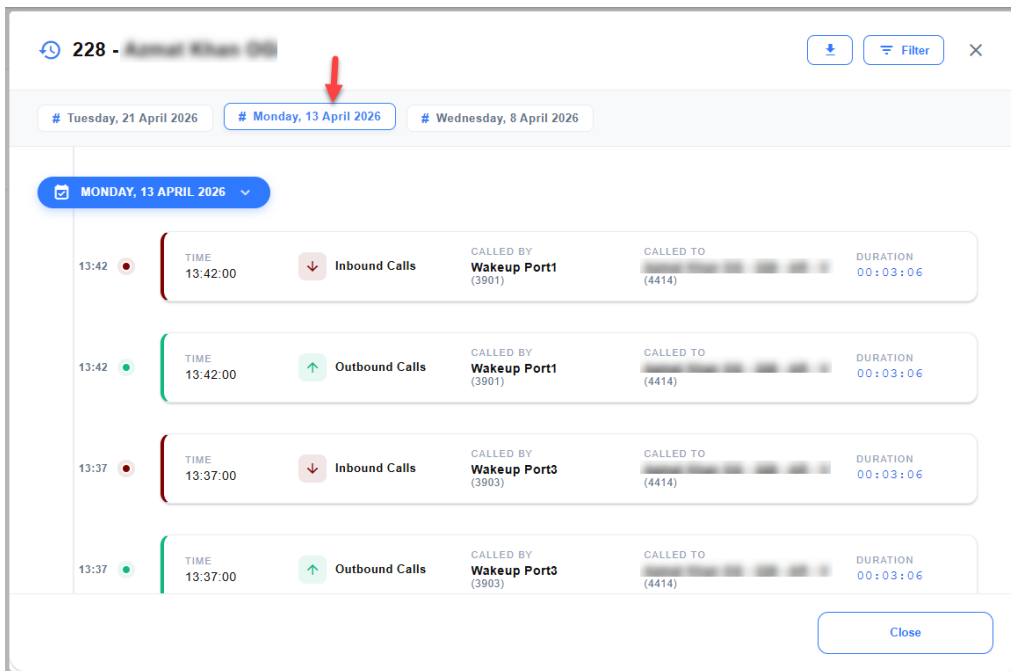 228 -
Filter
# Tuesday, 21 April 2026
# Monday, 13 April 2026
# Wednesday, 8 April 2026
MONDAY, 13 APRIL 2026
13:42
TIME
13:42:00
Inbound Calls
CALLED BY
Wakeup Port1
(3901)
CALLED TO
(4414)
DURATION
00:03:06
13:42
TIME
13:42:00
Outbound Calls
CALLED BY
Wakeup Port1
(3901)
CALLED TO
(4414)
DURATION
00:03:06
13:37
TIME
13:37:00
Inbound Calls
CALLED BY
Wakeup Port3
(3903)
CALLED TO
(4414)
DURATION
00:03:06
13:37
TIME
13:37:00
Outbound Calls
CALLED BY
Wakeup Port3
(3903)
CALLED TO
(4414)
DURATION
00:03:06
Close